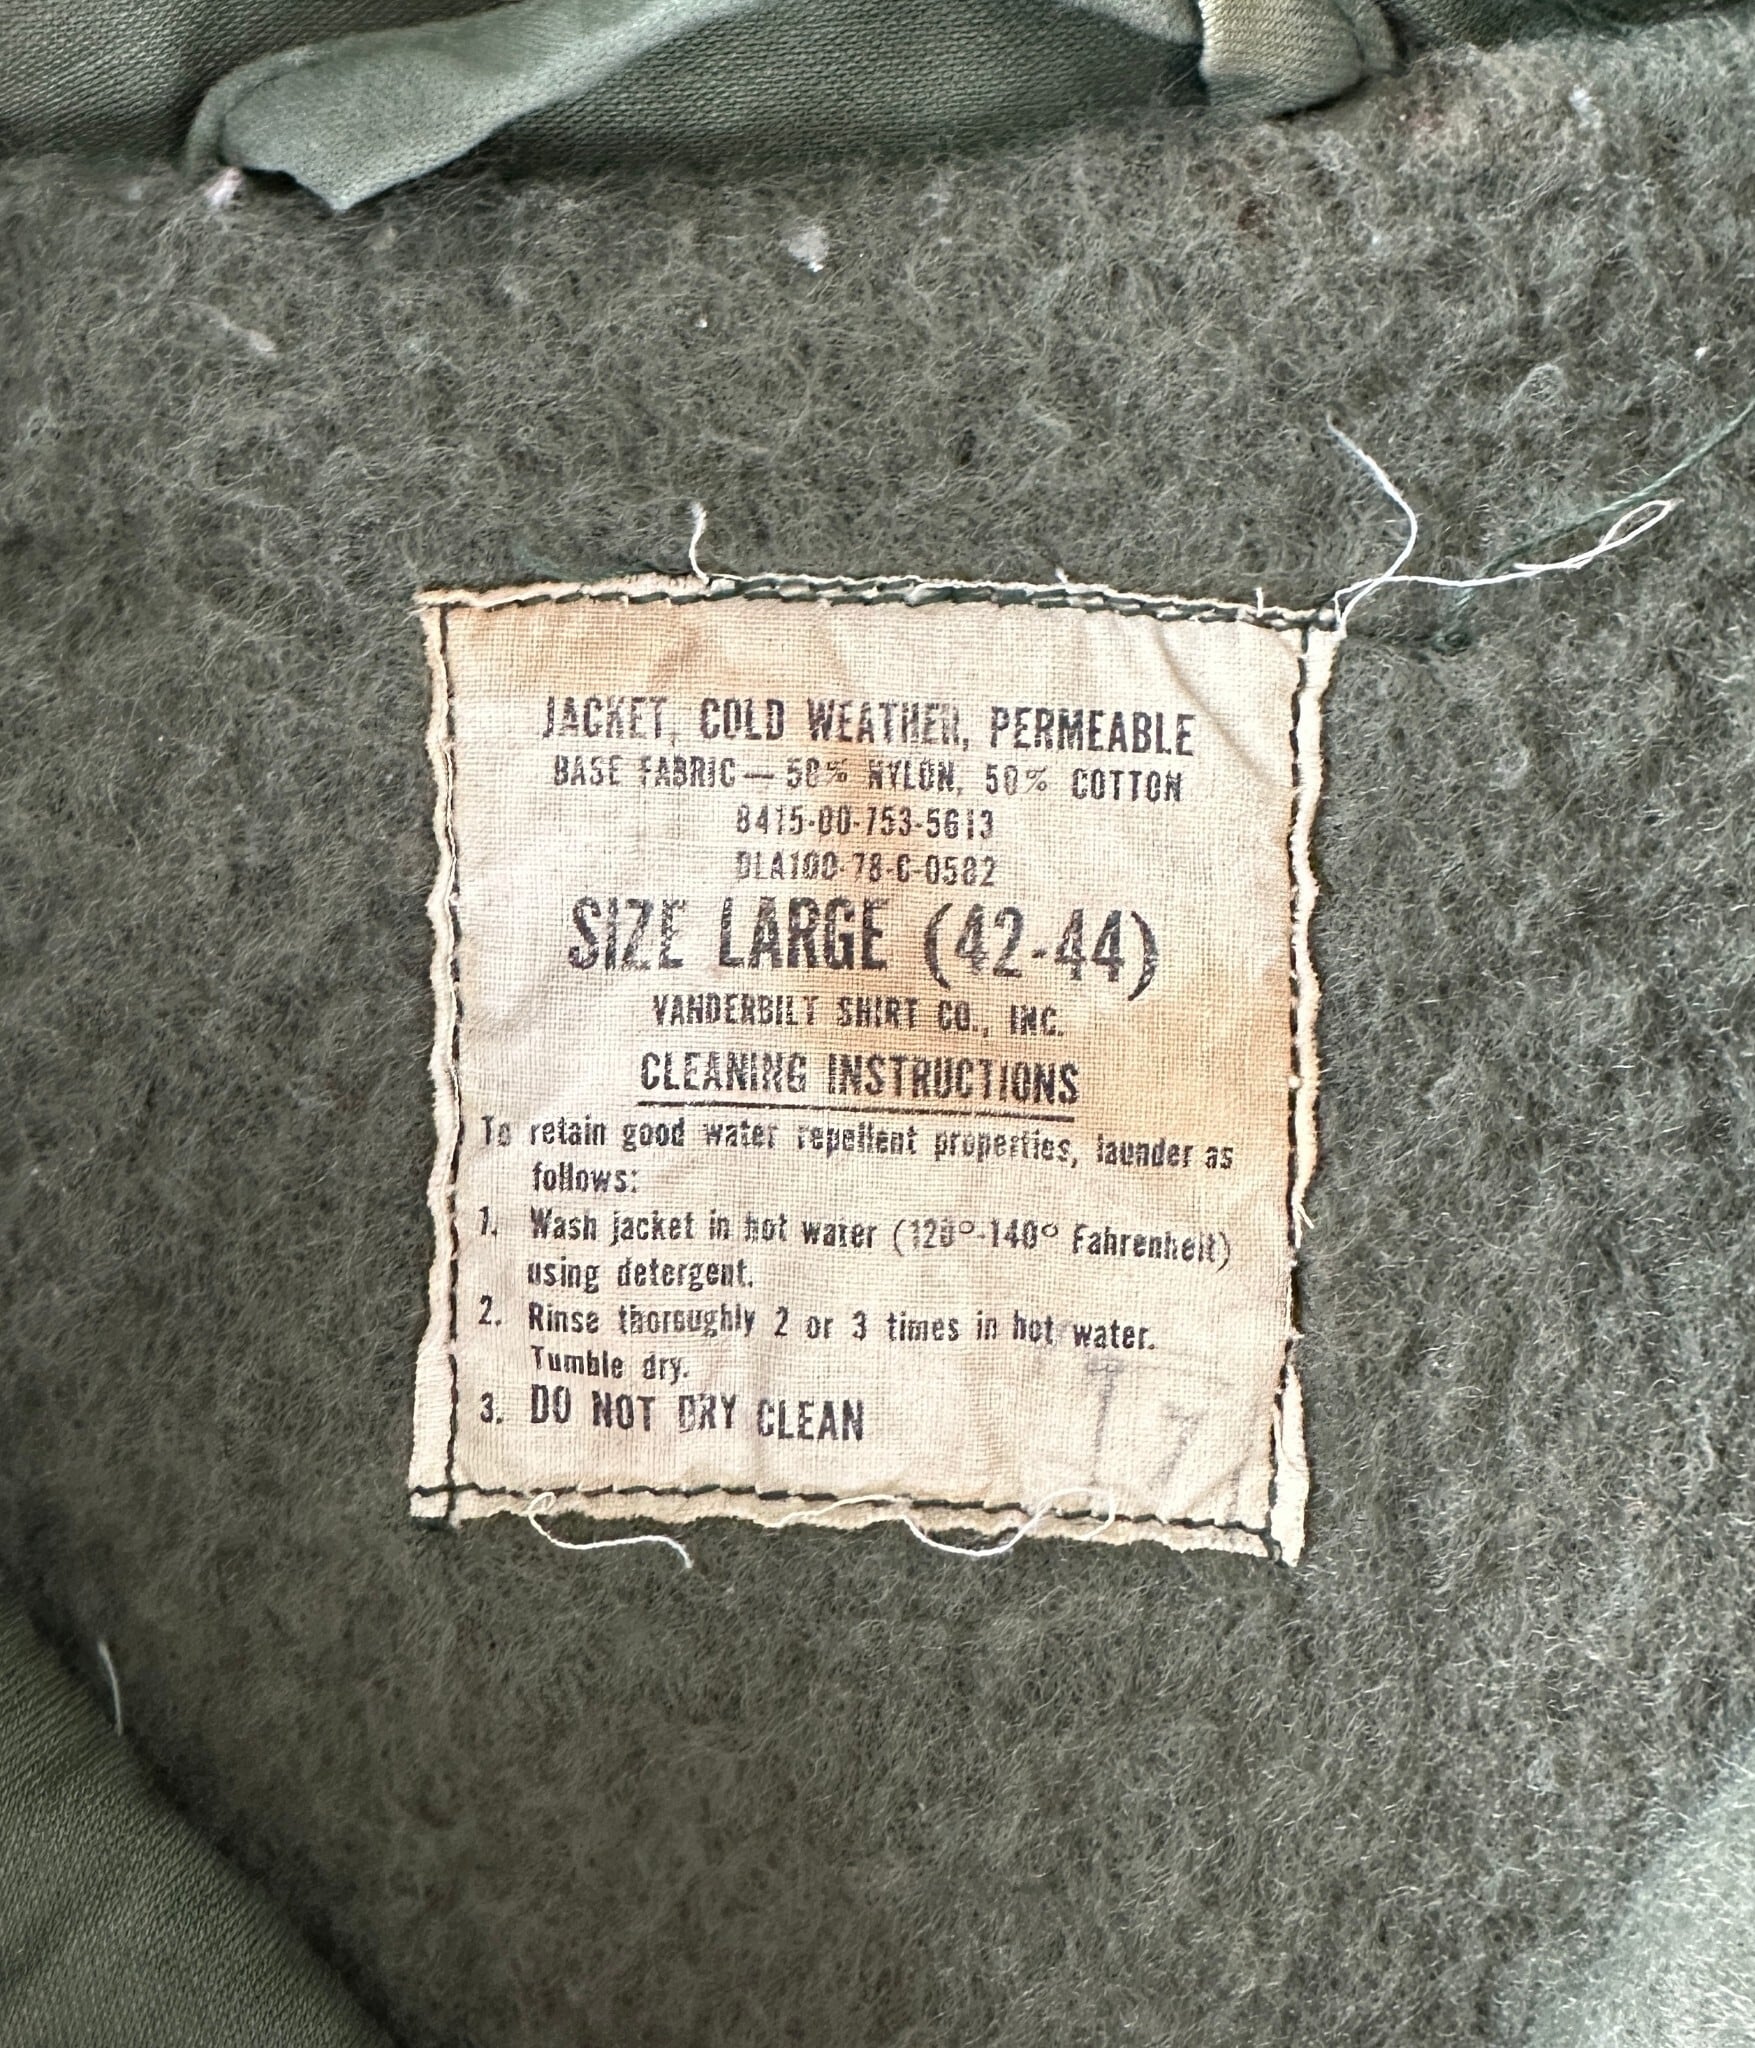 JACKET, COLD WEATHER, PERMEABLE
BASE FABRIC — 50% NYLON, 50% COTTON
8415-00-753-5613
DLA100-78-C-0582
SIZE LARGE (42-44)
VANDERBILT SHIRT CO., INC.
CLEANING INSTRUCTIONS
To retain good water repellent properties, launder as
follows:
1. Wash jacket in hot water (120°-140° Fahrenheit)
using detergent.
2. Rinse thoroughly 2 or 3 times in hot water.
Tumble dry.
3. DO NOT DRY CLEAN